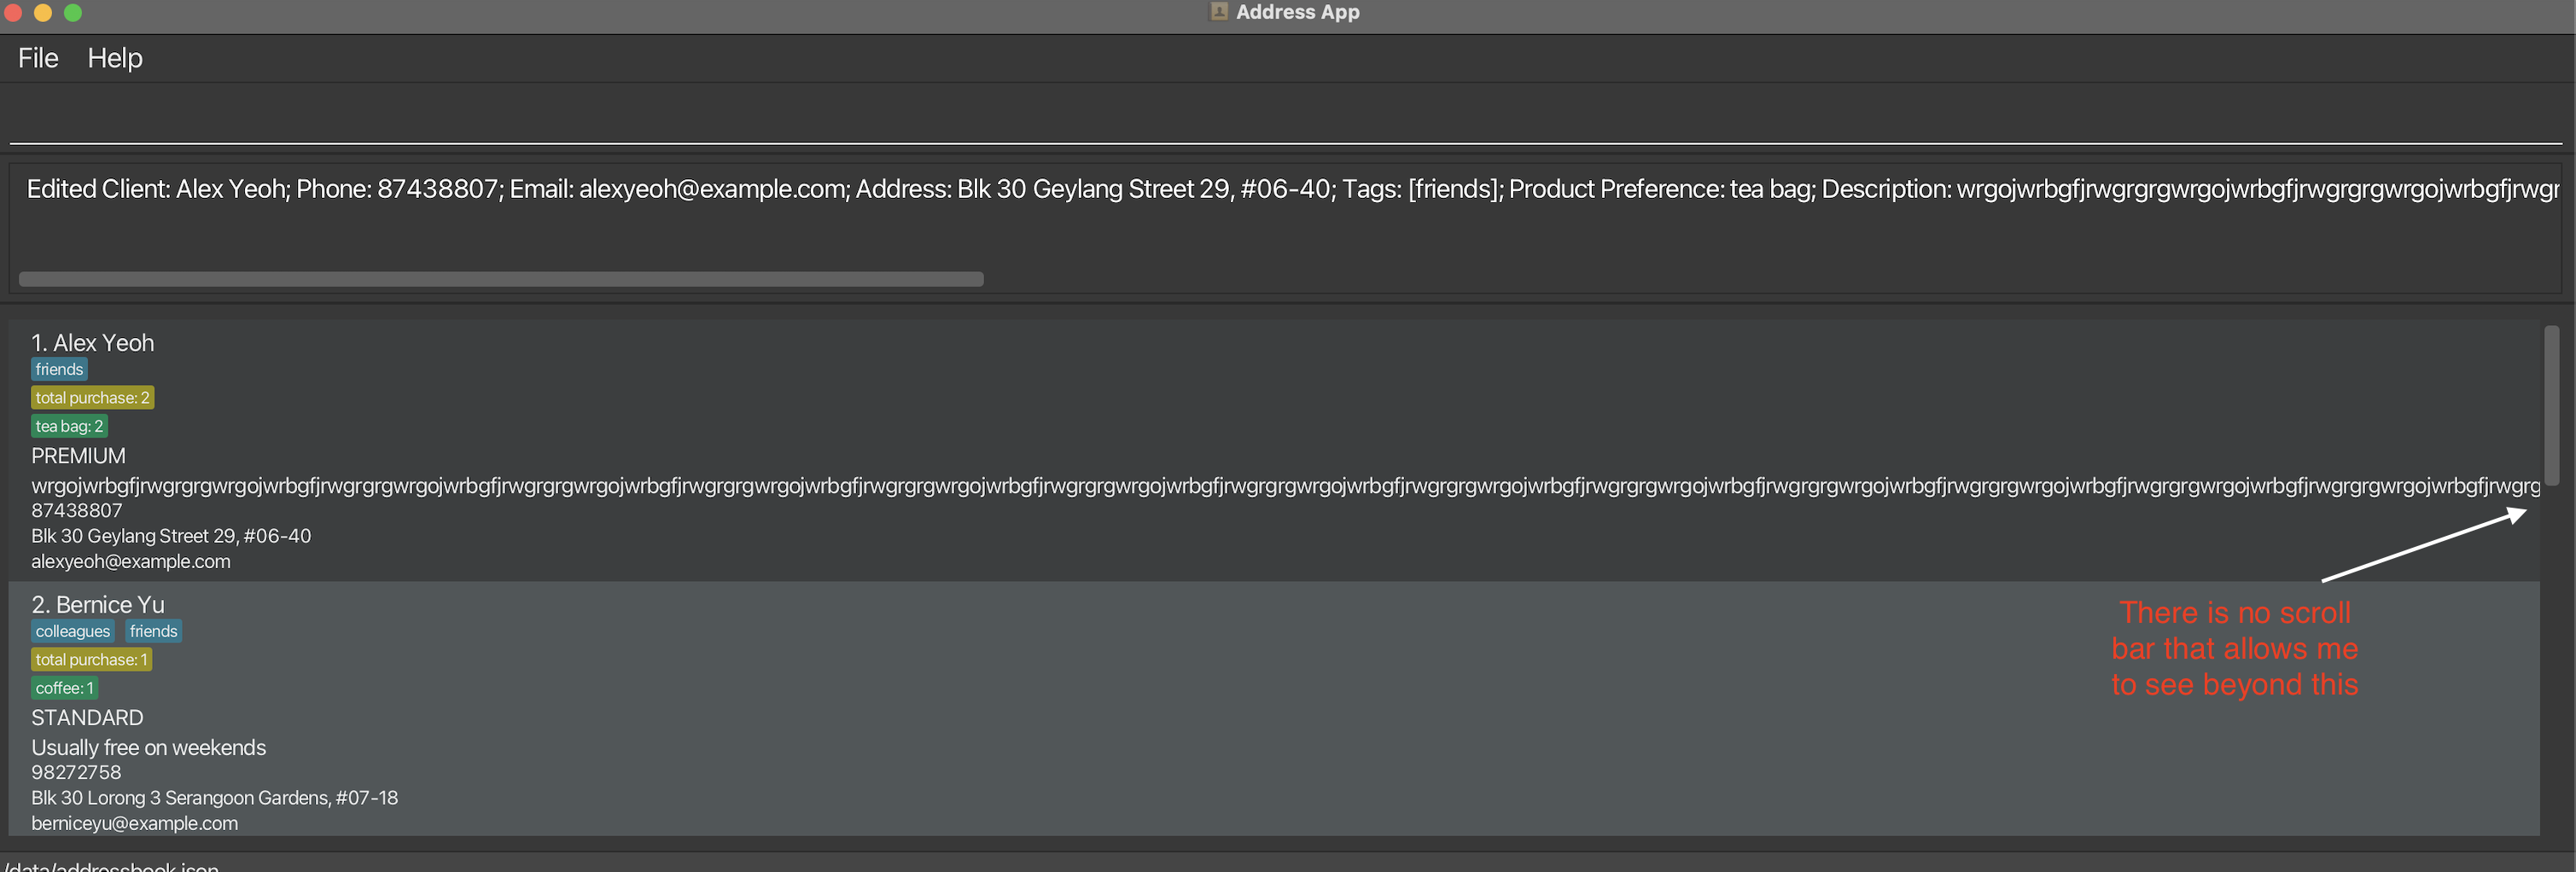 Address App
File Help
Edited Client: Alex Yeoh; Phone: 87438807; Email: alexyeoh@example.com; Address: Blk 30 Geylang Street 29, #06-40; Tags: [friends]; Product Preference: tea bag; Description: wrgojwrbgfjrwgrgrgwrgojwrbgfjrwgrgrgwrgojwrbgfjrwgr
1. Alex Yeoh
friends
total purchase: 2
tea bag: 2
PREMIUM
wrgojwrbgfjrwgrgrgwrgojwrbgfjrwgrgrgwrgojwrbgfjrwgrgrgwrgojwrbgfjrwgrgrgwrgojwrbgfjrwgrgrgwrgojwrbgfjrwgrgrgwrgojwrbgfjrwgrgrgwrgojwrbgfjrwgrgrgwrgojwrbgfjrwgrgrgwrgojwrbgfjrwgrgrgwrgojwrbgfjrwgrgrgwrgojwrbgfjrwgrgrgwrgojwrbgfjrwgrgrgwrgojwrbgfjrwgrg
87438807
Blk 30 Geylang Street 29, #06-40
alexyeoh@example.com
2. Bernice Yu
colleagues friends
total purchase: 1
coffee: 1
STANDARD
Usually free on weekends
98272758
Blk 30 Lorong 3 Serangoon Gardens, #07-18
berniceyu@example.com
There is no scroll
bar that allows me
to see beyond this
/data/addressbook.json